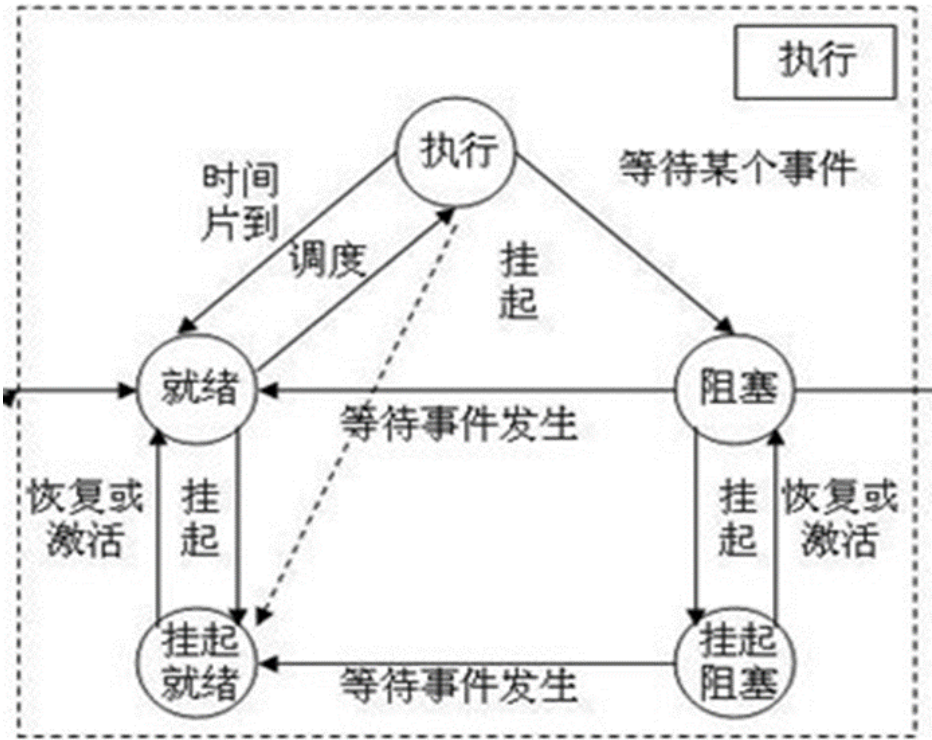 执行
执行
等待某个事件
时间
片到
调度
挂
起
就绪
阻塞
等待事件发生
恢复或
激活
挂
起
挂
起
恢复或
激活
挂起
就绪
挂起
阻塞
等待事件发生